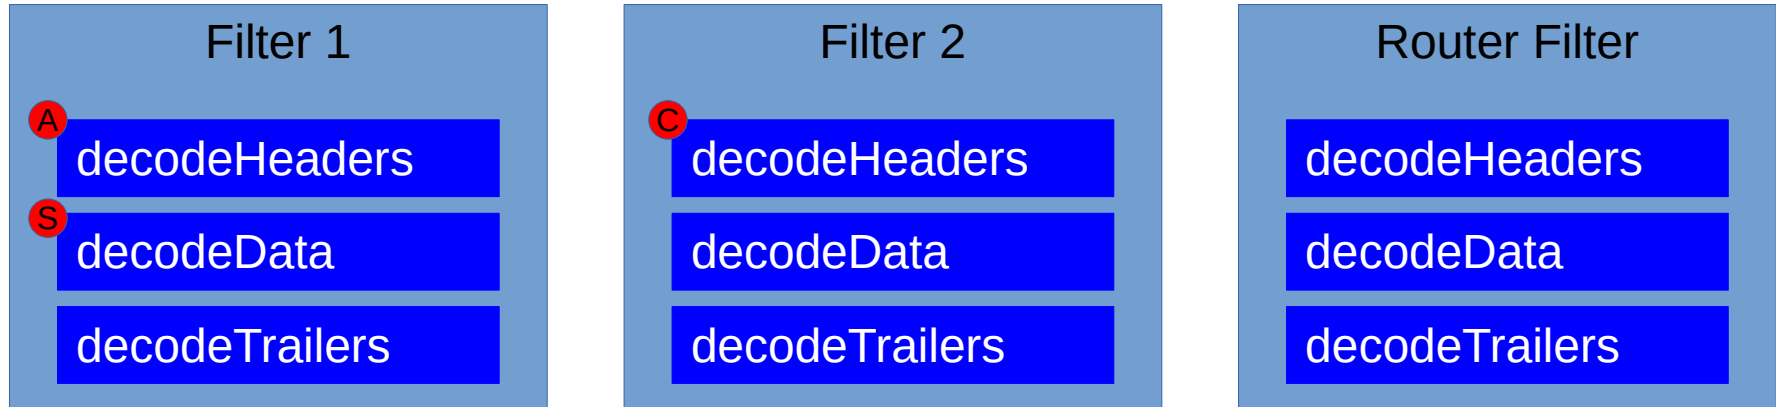 Filter 1
A
decodeHeaders
S
decodeData
decodeTrailers
Filter 2
C
decodeHeaders
decodeData
decodeTrailers
Router Filter
decodeHeaders
decodeData
decodeTrailers